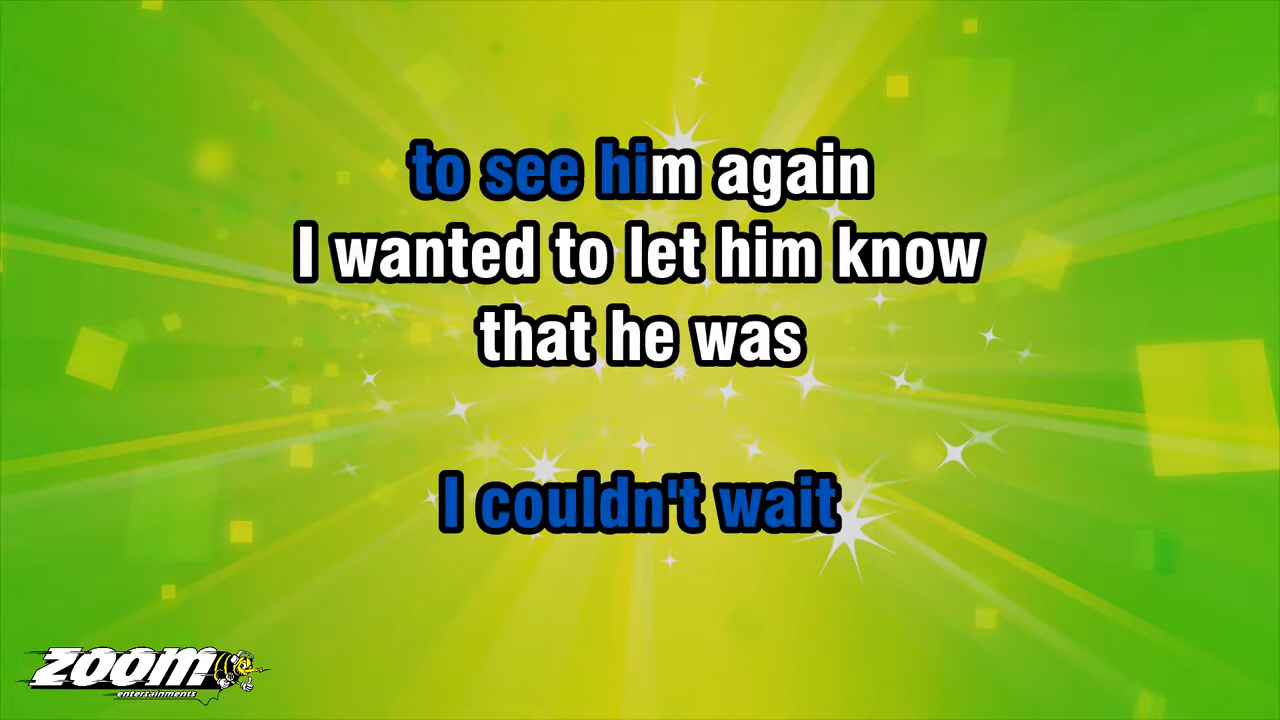 to see him again
I wanted to let him know
that he was
I couldn't wait
ZOOM
entertainments